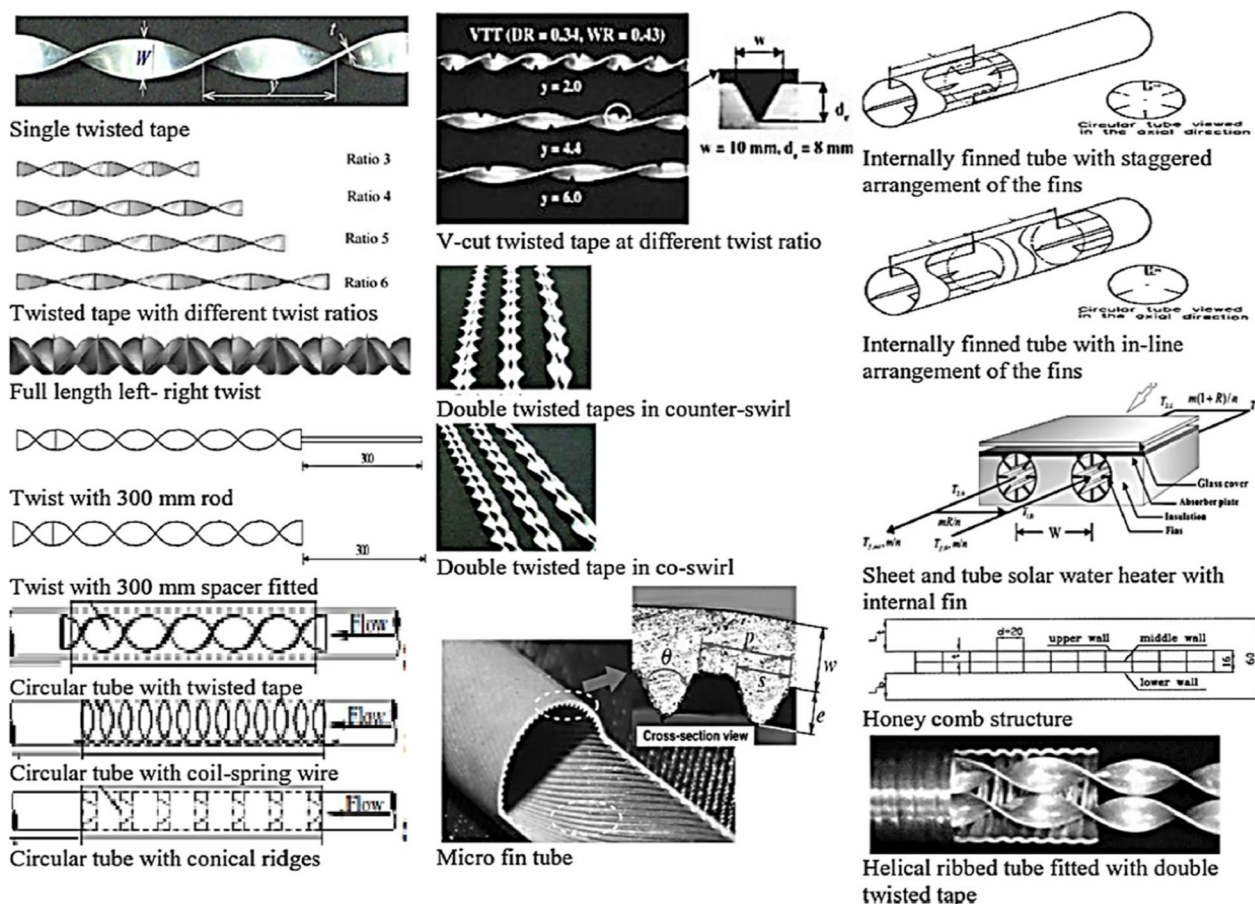 W
t
y
Single twisted tape
Ratio 3
Ratio 4
Ratio 5
Ratio 6
Twisted tape with different twist ratios
Full length left- right twist
300
Twist with 300 mm rod
300
Twist with 300 mm spacer fitted
Flow
Circular tube with twisted tape
Flow
Circular tube with coil-spring wire
Flow
Circular tube with conical ridges
VTT (DR = 0.34, WR = 0.43)
y = 2.0
y = 4.4
y = 6.0
w
w = 10 mm, d = 8 mm
V-cut twisted tape at different twist ratio
Double twisted tapes in counter-swirl
Double twisted tape in co-swirl
θ
p
s
w
e
Cross-section view
Micro fin tube
Circular tube viewed
in the axial direction
Internally finned tube with staggered
arrangement of the fins
Circular tube viewed
in the axial direction
Internally finned tube with in-line
arrangement of the fins
m(1+R)/n
Glass cover
Absorber plate
Insulation
Fins
mR/n
W
Sheet and tube solar water heater with
internal fin
d=20
upper wall
middle wall
lower wall
16
Honey comb structure
Helical ribbed tube fitted with double
twisted tape